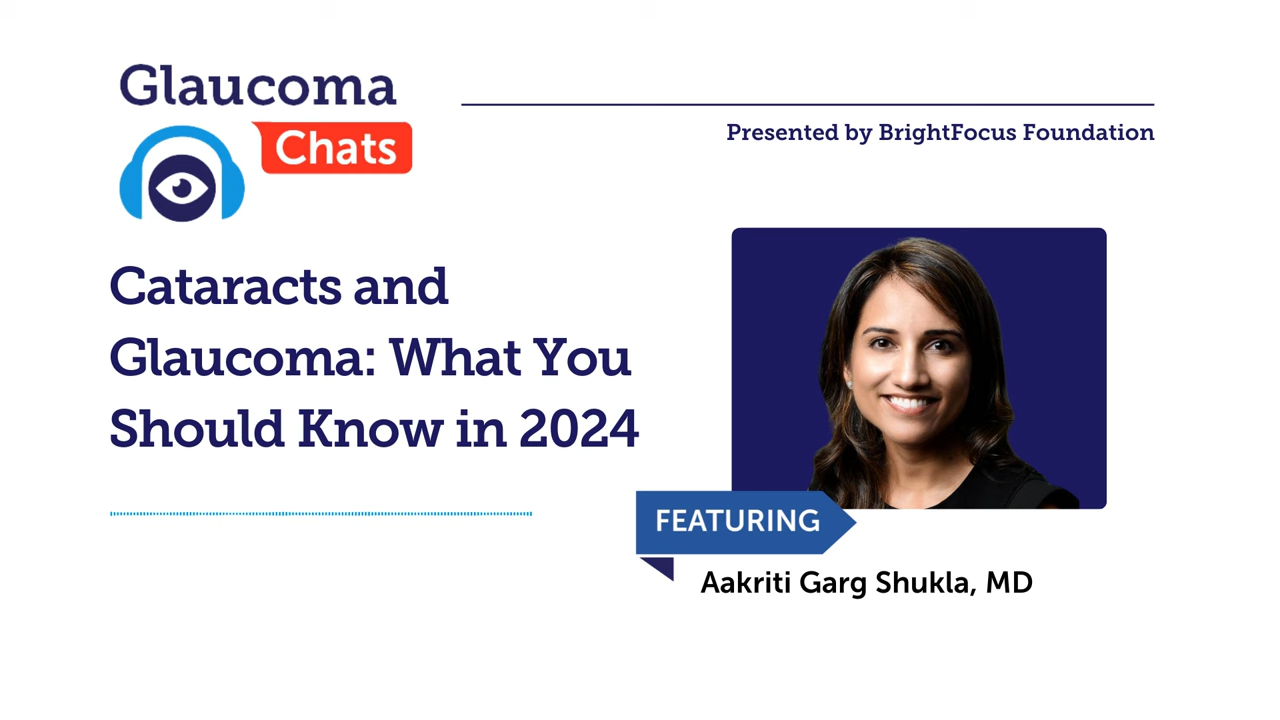 Glaucoma
Chats
Presented by BrightFocus Foundation
Cataracts and
Glaucoma: What You
Should Know in 2024
FEATURING
Aakriti Garg Shukla, MD